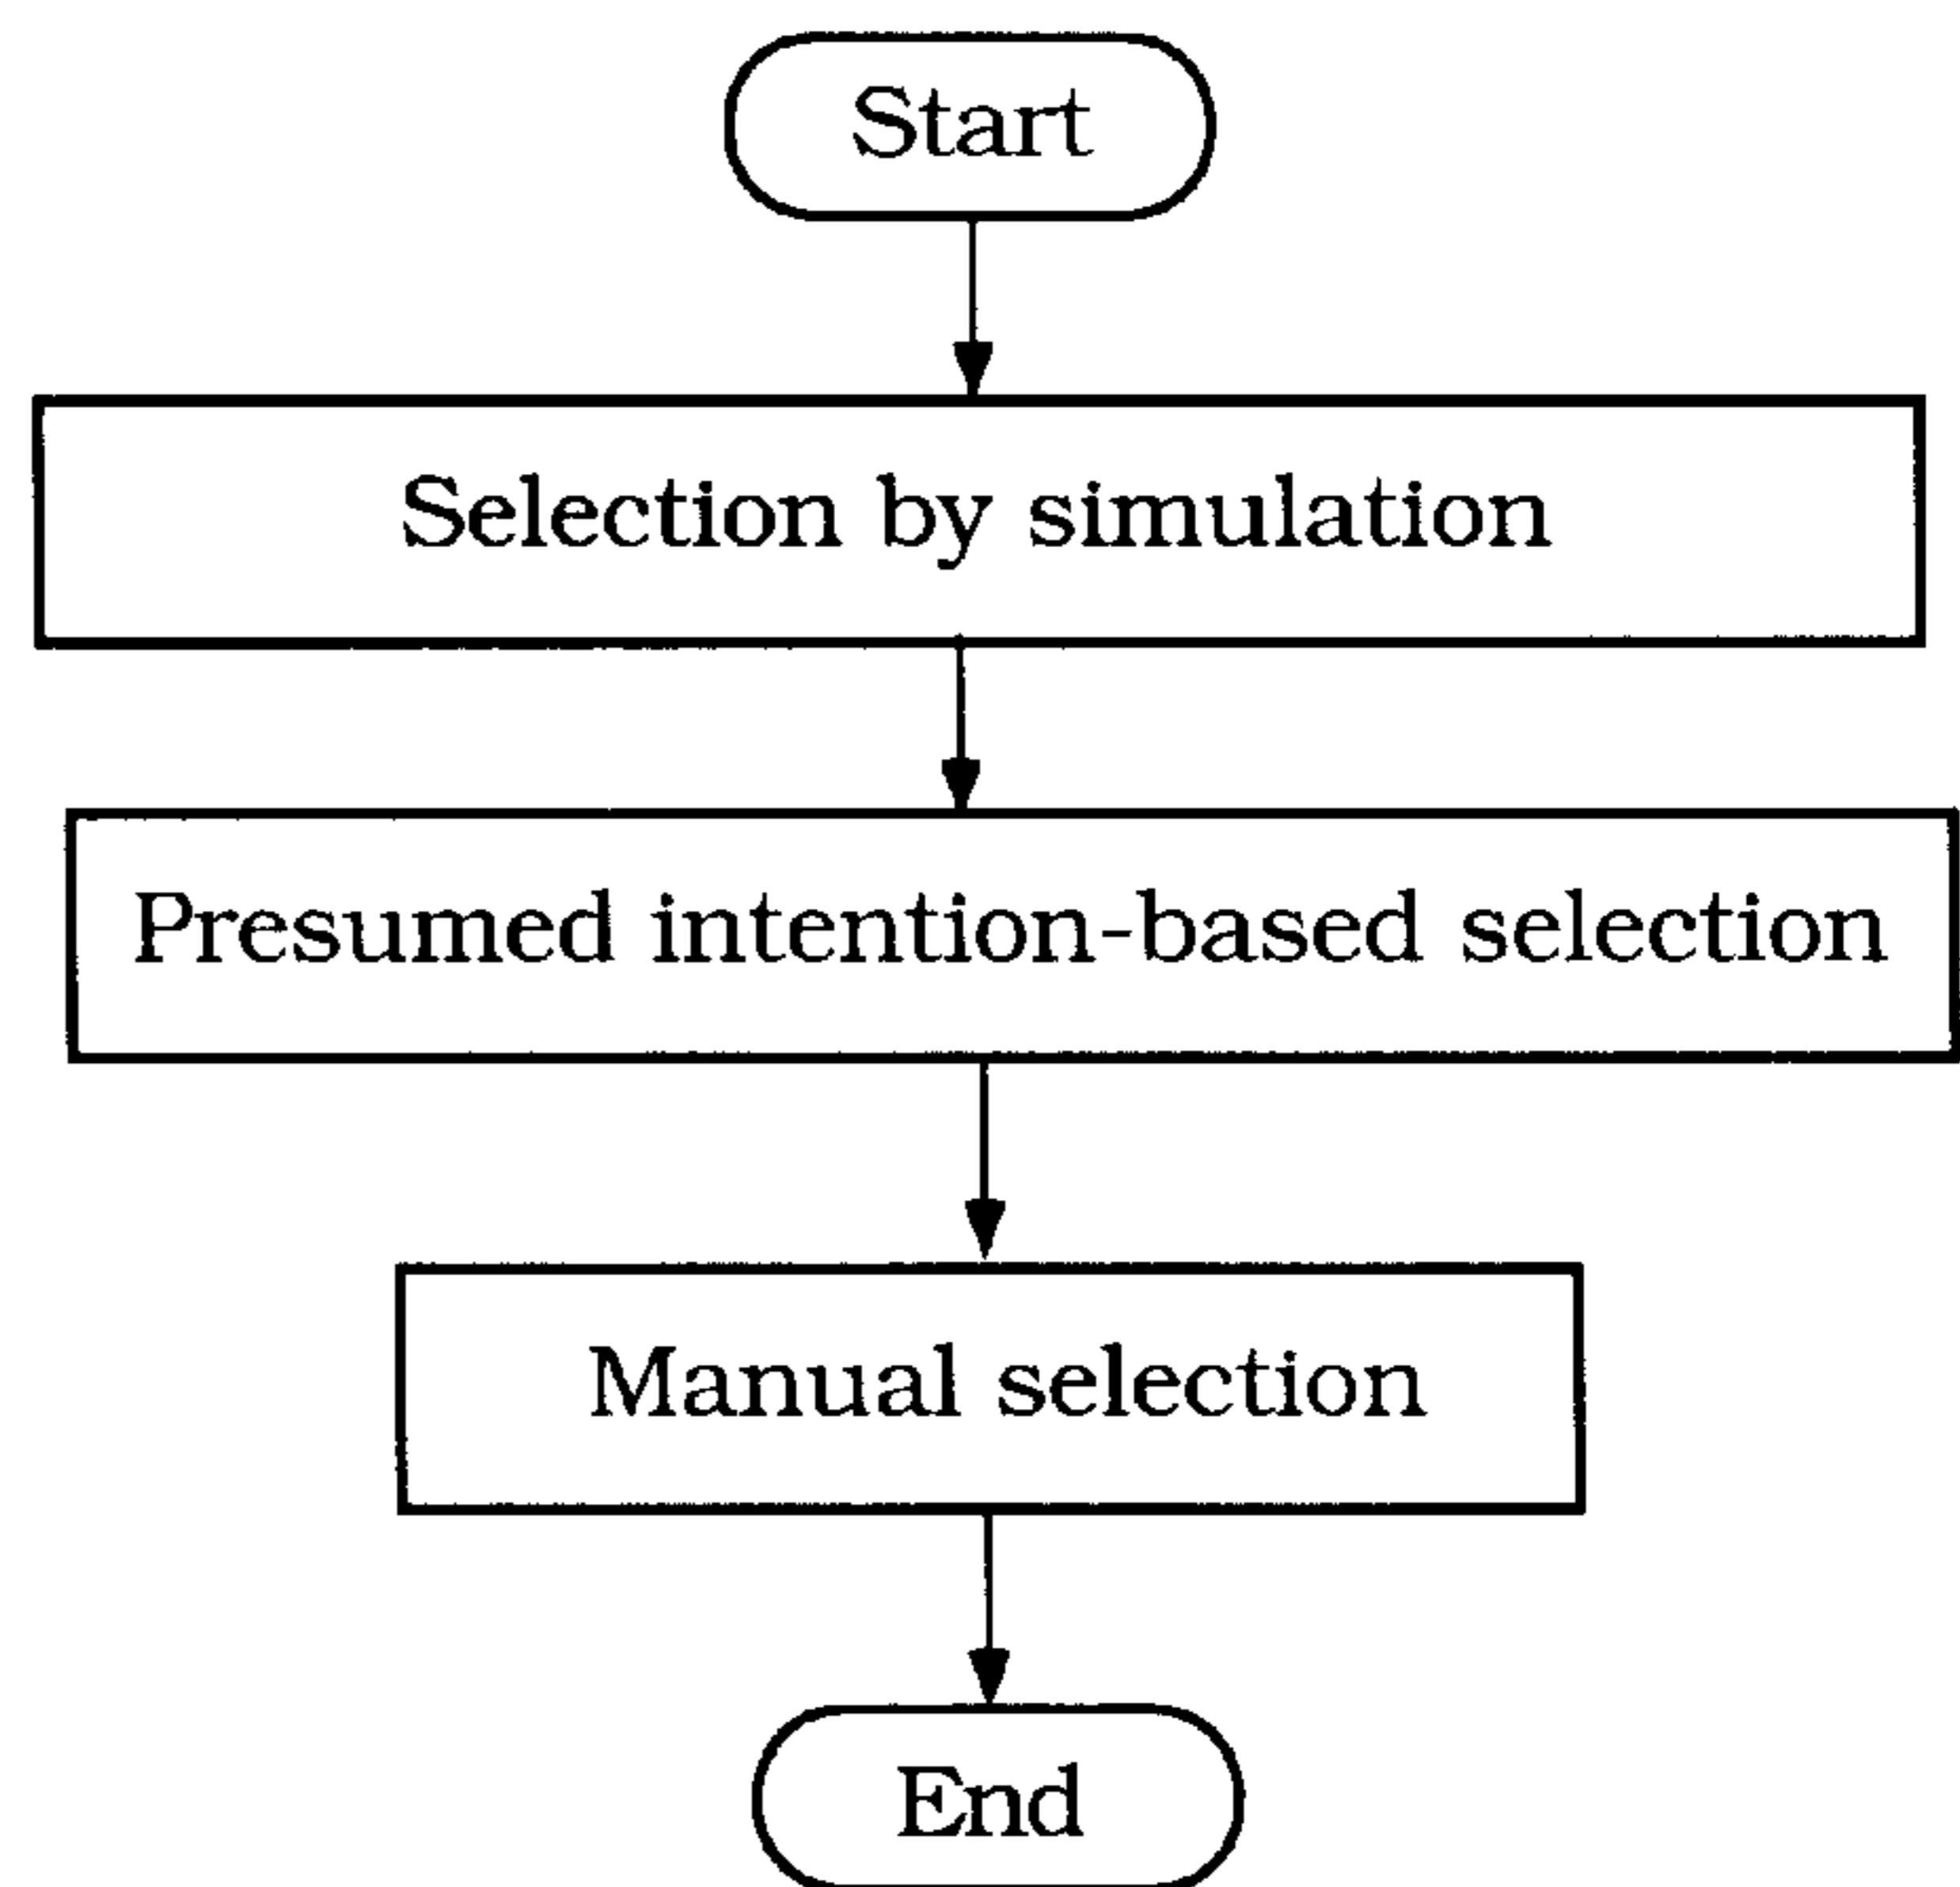 Start
Selection by simulation
Presumed intention-based selection
Manual selection
End